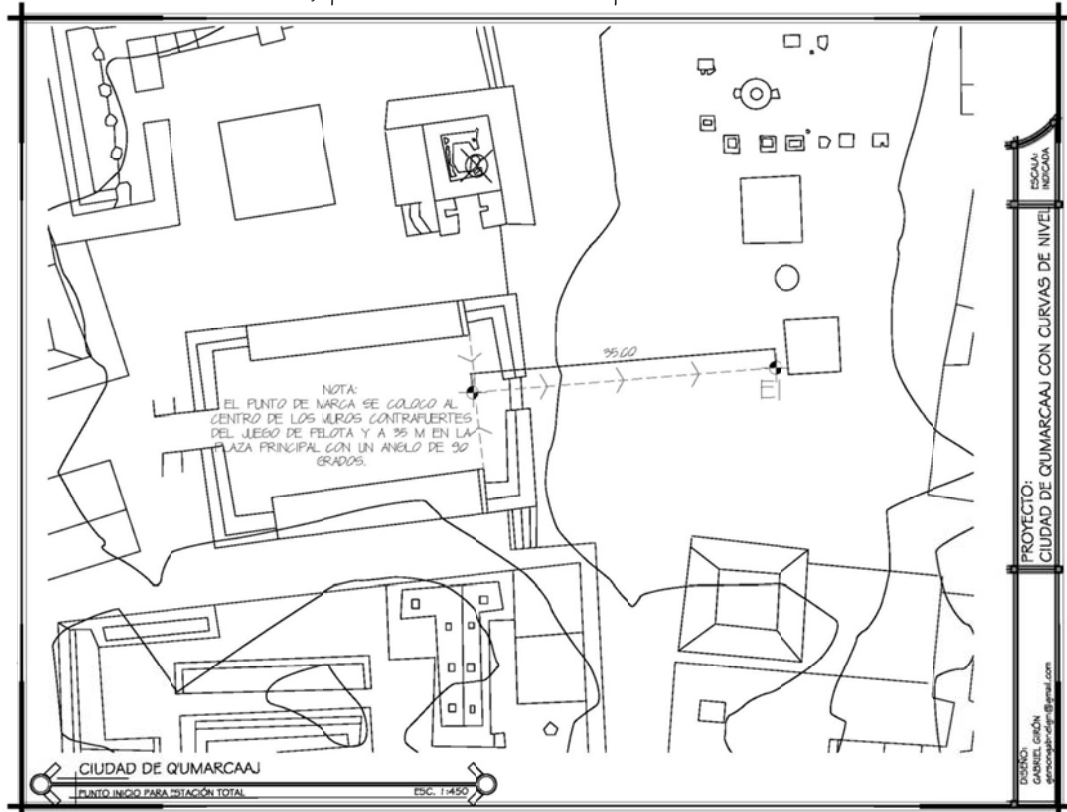 35.00
E1
NOTA:
EL PUNTO DE MARCA SE COLOCO AL
CENTRO DE LOS MUROS CONTRAFUERTES
DEL JUEGO DE PELOTA Y A 35 M EN LA
PLAZA PRINCIPAL CON UN ANGLO DE 90
GRADOS.
CIUDAD DE Q'UMARCAAJ
PUNTO INICIO PARA ESTACIÓN TOTAL
ESC. 1:450
ESCALA:
INDICADA
PROYECTO:
CIUDAD DE Q'UMARCAAJ CON CURVAS DE NIVEL
DISEÑO:
GABRIEL GIRÓN